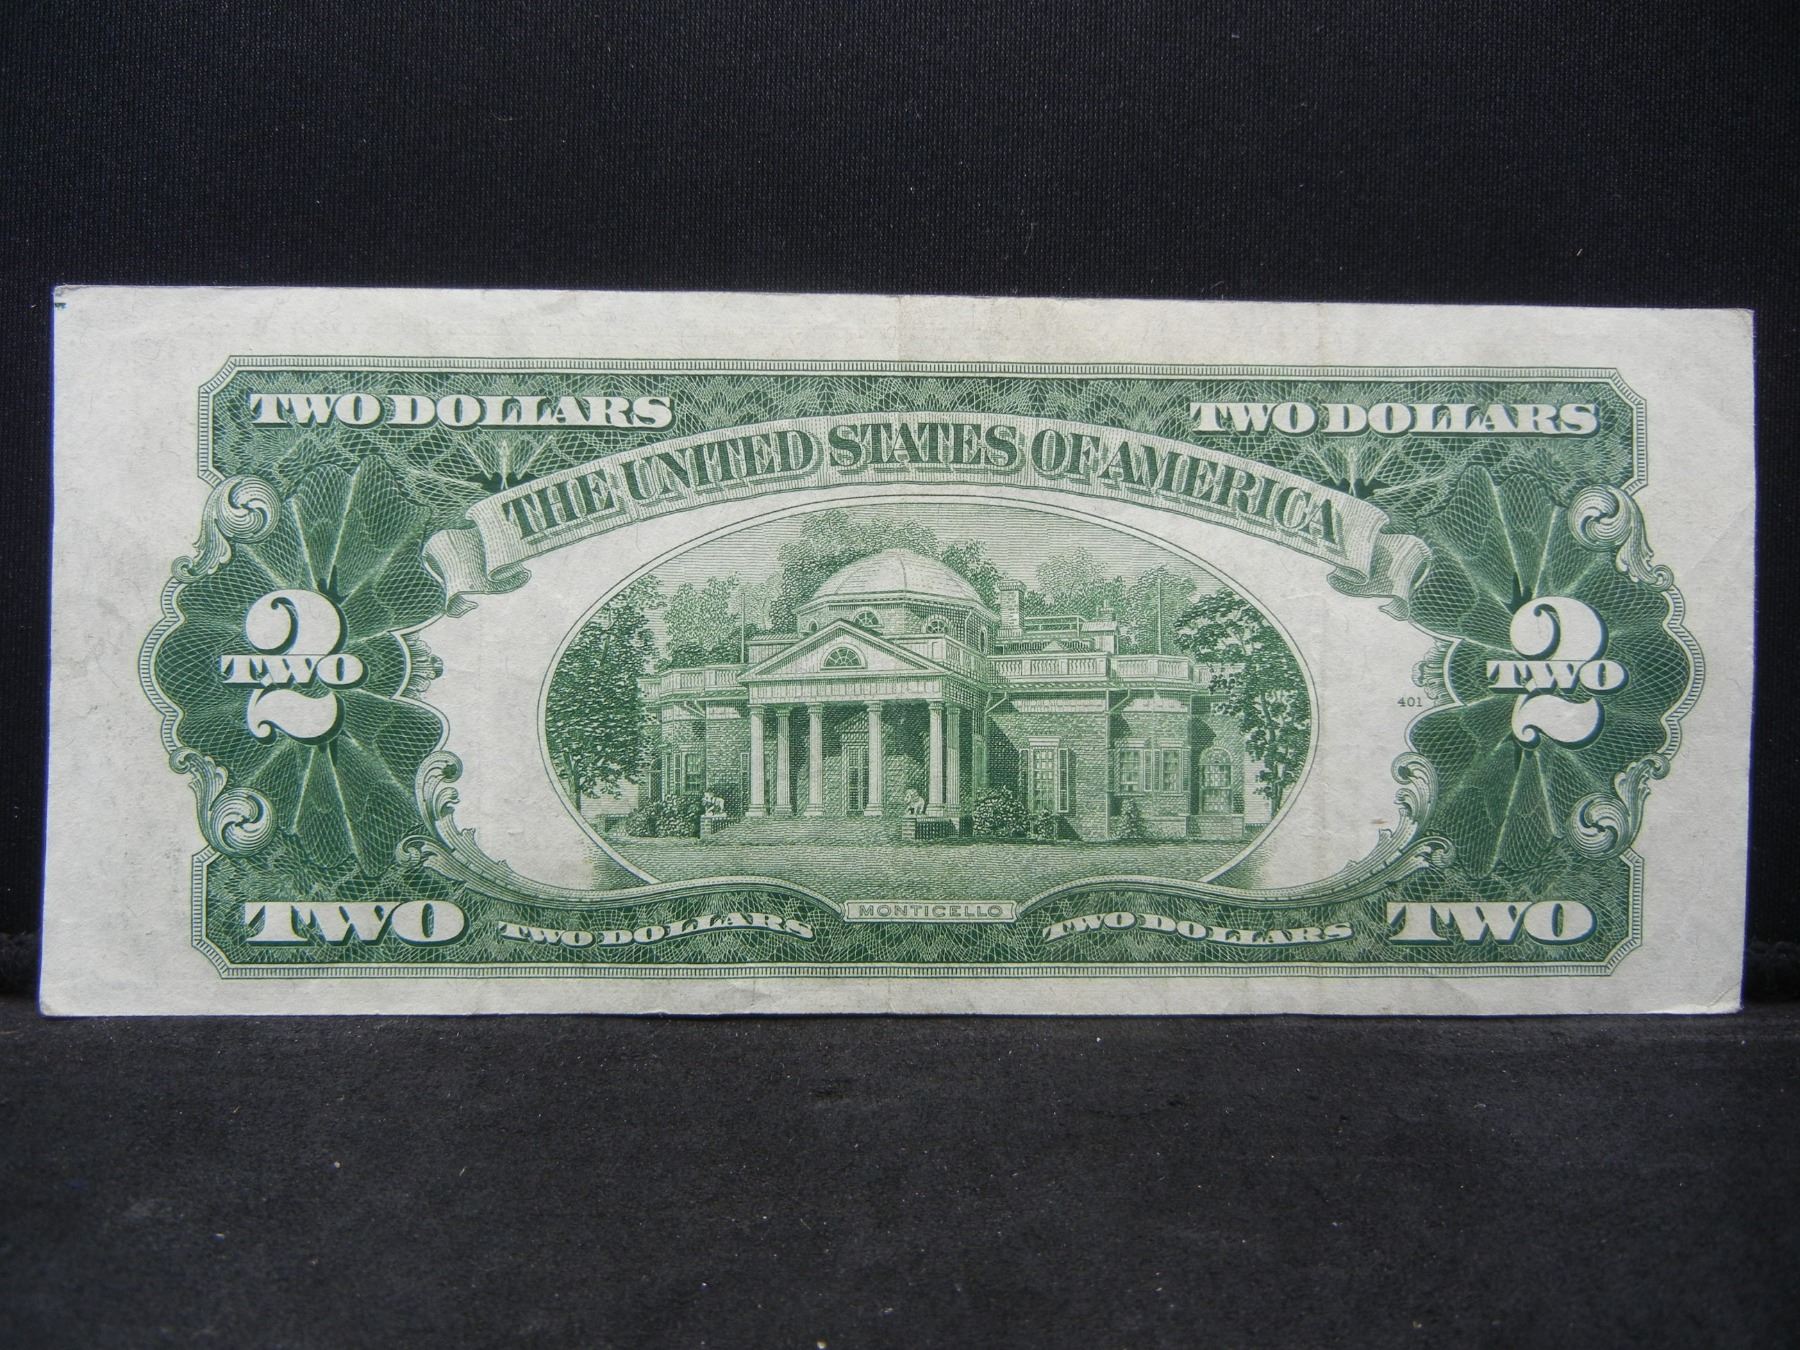 TWO DOLLARS
TWO DOLLARS
THE UNITED STATES OF AMERICA
2
TWO
2
TWO
401
TWO
TWO DOLLARS
MONTICELLO
TWO DOLLARS
TWO